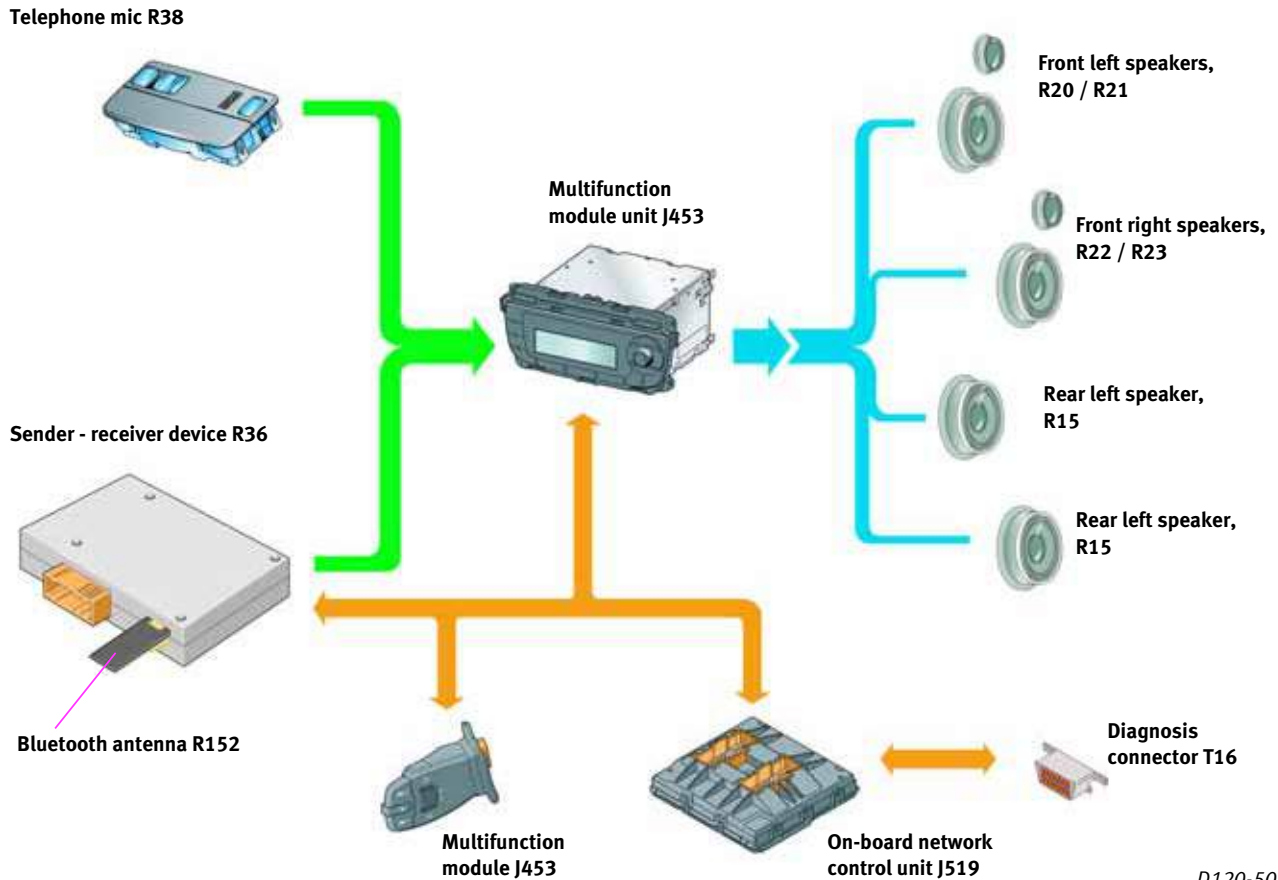 Telephone mic R38
Front left speakers,
R20 / R21
Multifunction
module unit J453
Front right speakers,
R22 / R23
Rear left speaker,
R15
Sender - receiver device R36
Rear left speaker,
R15
Bluetooth antenna R152
Diagnosis
connector T16
Multifunction
module J453
On-board network
control unit J519
D120-50